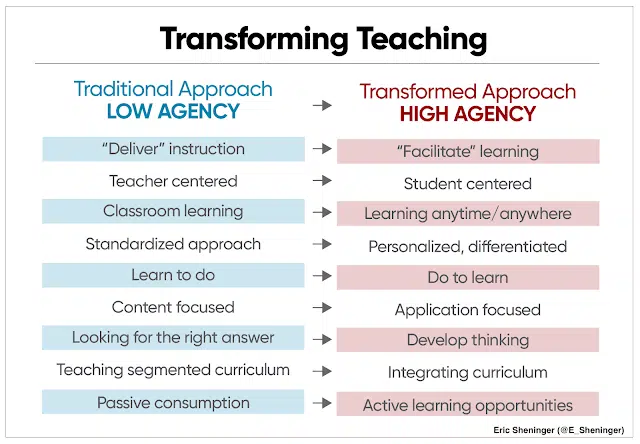 Transforming Teaching
Traditional Approach
LOW AGENCY
→
Transformed Approach
HIGH AGENCY
“Deliver” instruction → “Facilitate” learning
Teacher centered → Student centered
Classroom learning → Learning anytime/anywhere
Standardized approach → Personalized, differentiated
Learn to do → Do to learn
Content focused → Application focused
Looking for the right answer → Develop thinking
Teaching segmented curriculum → Integrating curriculum
Passive consumption → Active learning opportunities
Eric Sheninger (@E_Sheninger)